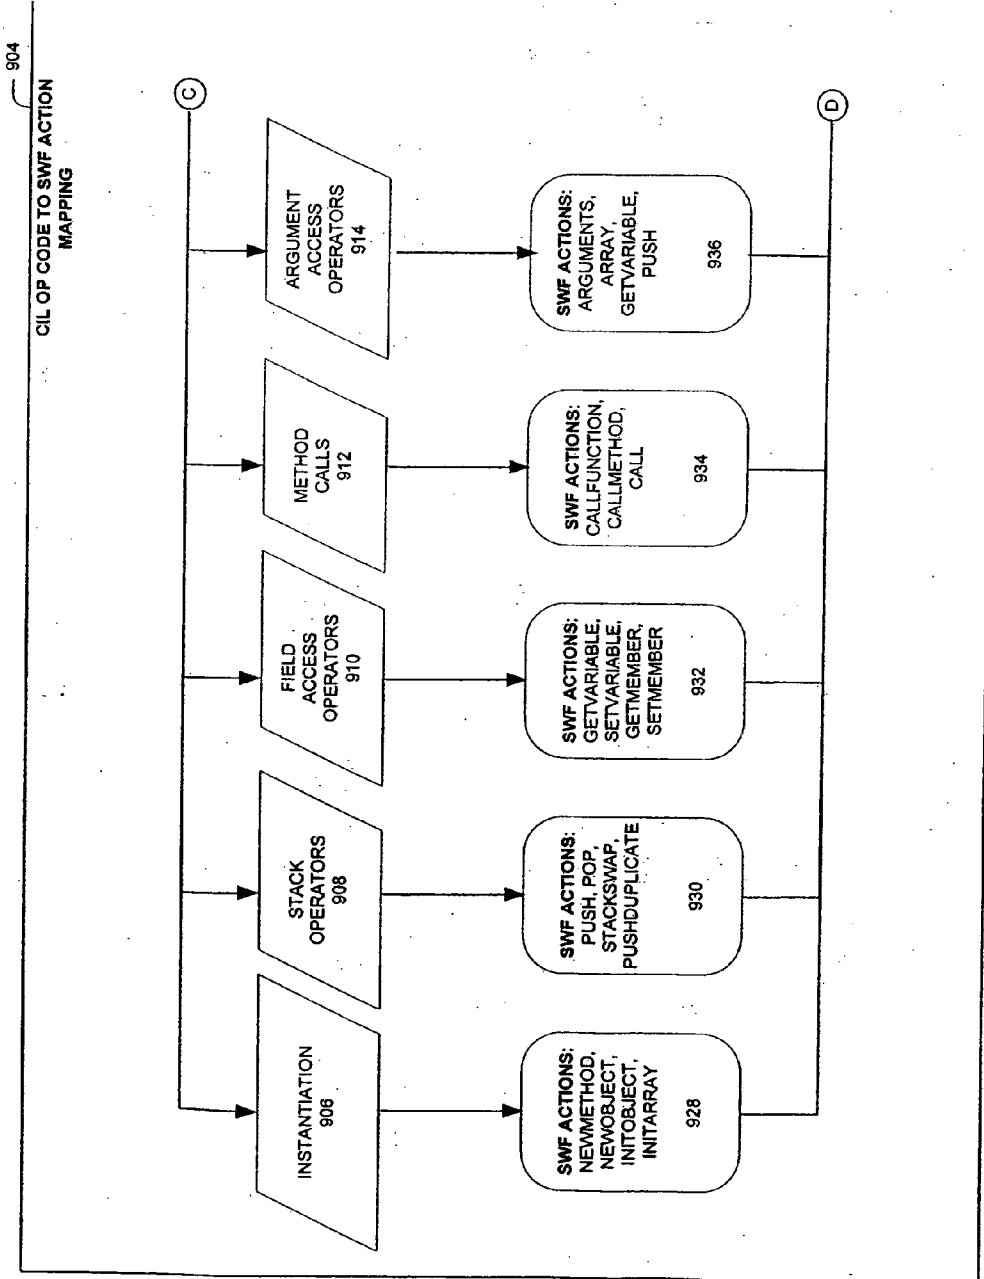 904
CIL OP CODE TO SWF ACTION
MAPPING
C
INSTANTIATION
906
STACK
OPERATORS
908
FIELD
ACCESS
OPERATORS
910
METHOD
CALLS
912
ARGUMENT
ACCESS
OPERATORS
914
SWF ACTIONS:
NEWMETHOD,
NEWOBJECT,
INITOBJECT,
INITARRAY
928
SWF ACTIONS:
PUSH, POP,
STACKSWAP,
PUSHDUPLICATE
930
SWF ACTIONS:
GETVARIABLE,
SETVARIABLE,
GETMEMBER,
SETMEMBER
932
SWF ACTIONS:
CALLFUNCTION,
CALLMETHOD,
CALL
934
SWF ACTIONS:
ARGUMENTS,
ARRAY,
GETVARIABLE,
PUSH
936
D